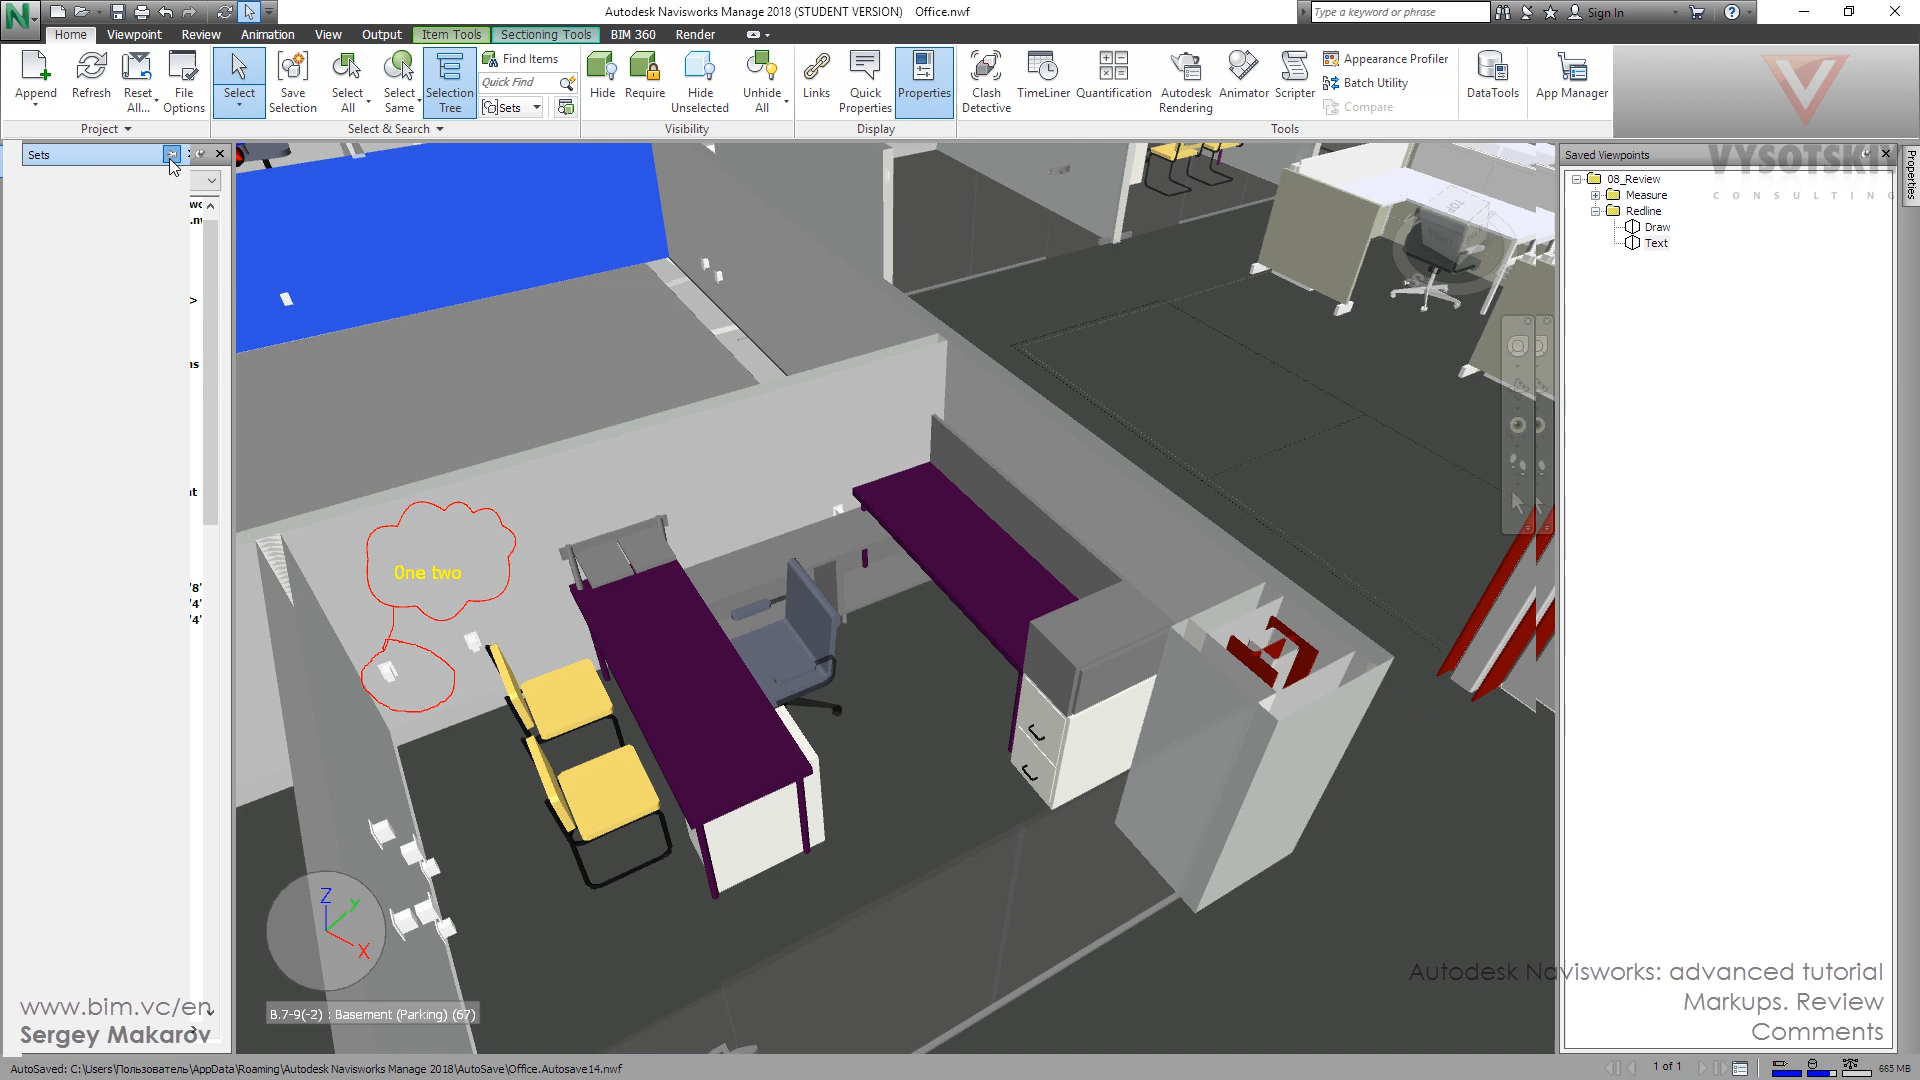 Autodesk Navisworks Manage 2018 (STUDENT VERSION) Office.nwf
Type a keyword or phrase
Sign In
Home Viewpoint Review Animation View Output Item Tools Sectioning Tools BIM 360 Render
Append
Refresh
Reset All...
File Options
Project
Select
Save Selection
Select All
Select Same
Selection Tree
Find Items
Quick Find
Sets
Select & Search
Hide
Require
Hide Unselected
Unhide All
Visibility
Links
Quick Properties
Properties
Display
Clash Detective
TimeLiner
Quantification
Autodesk Rendering
Animator
Scripter
Appearance Profiler
Batch Utility
Compare
DataTools
App Manager
Tools
Sets
Saved Viewpoints
VYSOTSKIY
CONSULTING
Properties
08_Review
Measure
Redline
Draw
Text
TOP
One two
Z
Y
X
B.7-9(-2) : Basement (Parking) (67)
www.bim.vc/en
Sergey Makarov
Autodesk Navisworks: advanced tutorial
Markups. Review
Comments
AutoSaved: C:\Users\Пользователь\AppData\Roaming\Autodesk Navisworks Manage 2018\AutoSave\Office.Autosave14.nwf
1 of 1
665 MB